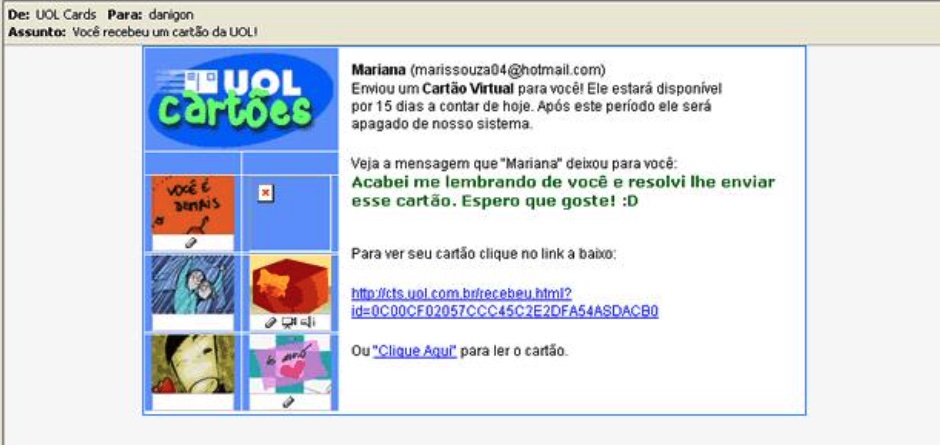 De: UOL Cards Para: danigon
Assunto: Você recebeu um cartão da UOL!
UOL
cartões
Mariana (marissouza04@hotmail.com)
Enviou um Cartão Virtual para você! Ele estará disponível
por 15 dias a contar de hoje. Após este período ele será
apagado de nosso sistema.
Veja a mensagem que "Mariana" deixou para você:
Acabei me lembrando de você e resolvi lhe enviar
esse cartão. Espero que goste! :D
Para ver seu cartão clique no link a baixo:
http://cts.uol.com.br/recebeu.html?
id=0C00CF02057CCC45C2E2DFA54ASDACB0
Ou "Clique Aqui" para ler o cartão.
VOCÊ É
DEMAIS